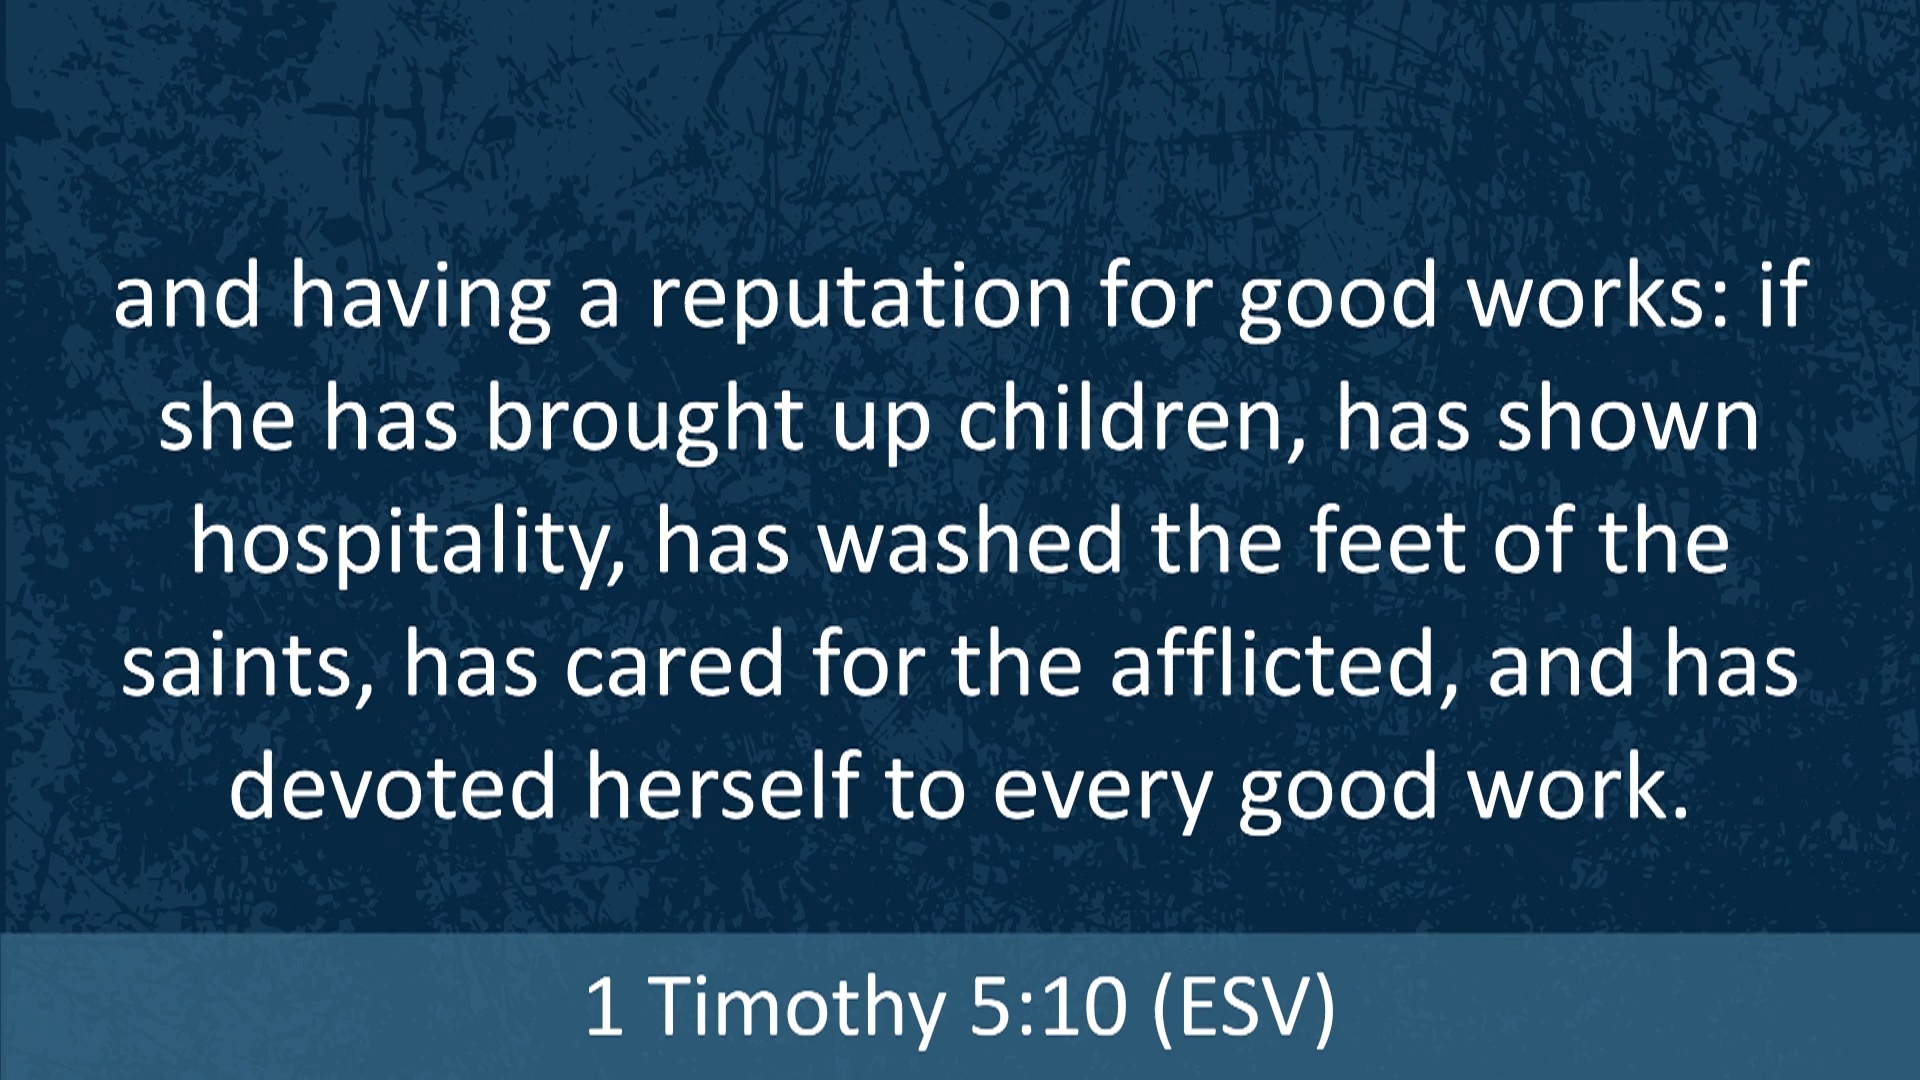 and having a reputation for good works: if
she has brought up children, has shown
hospitality, has washed the feet of the
saints, has cared for the afflicted, and has
devoted herself to every good work.
1 Timothy 5:10 (ESV)